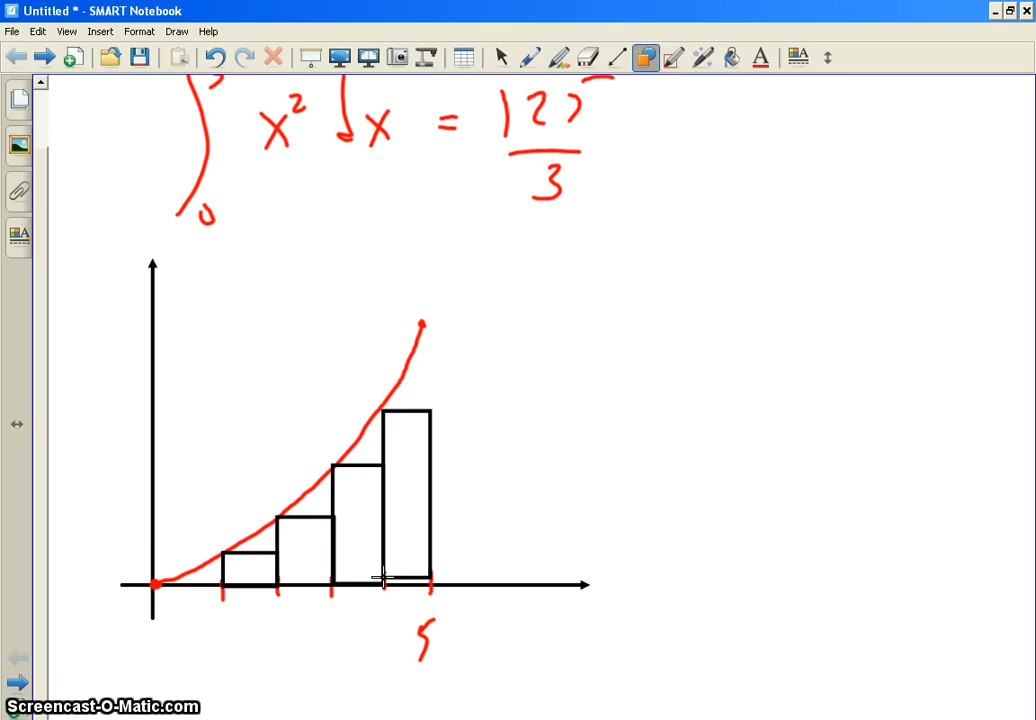 Untitled * - SMART Notebook
File Edit View Insert Format Draw Help
∫ x² dx = 125
3
0
5
Screencast-O-Matic.com